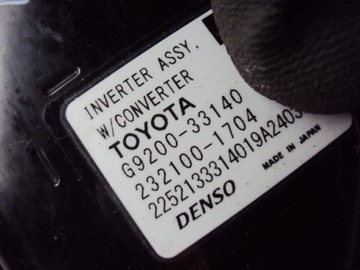 INVERTER ASSY,
W/CONVERTER
TOYOTA
G9200-33140
232100-1704
2252133314019A2403
MADE IN JAPAN
DENSO